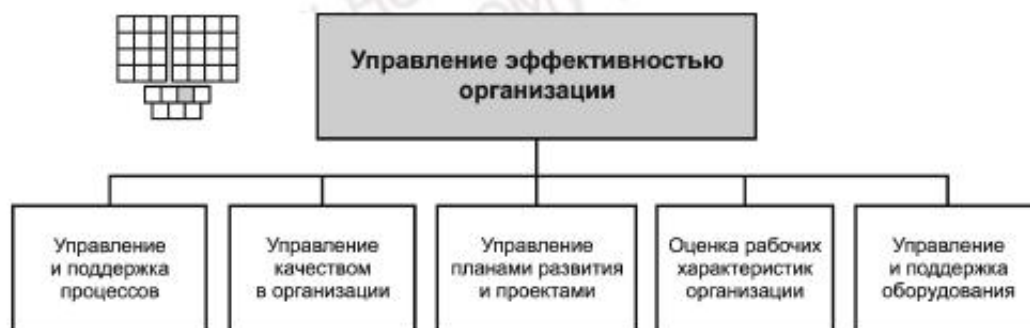 Управление эффективностью
организации
Управление
и поддержка
процессов
Управление
качеством
в организации
Управление
планами развития
и проектами
Оценка рабочих
характеристик
организации
Управление
и поддержка
оборудования